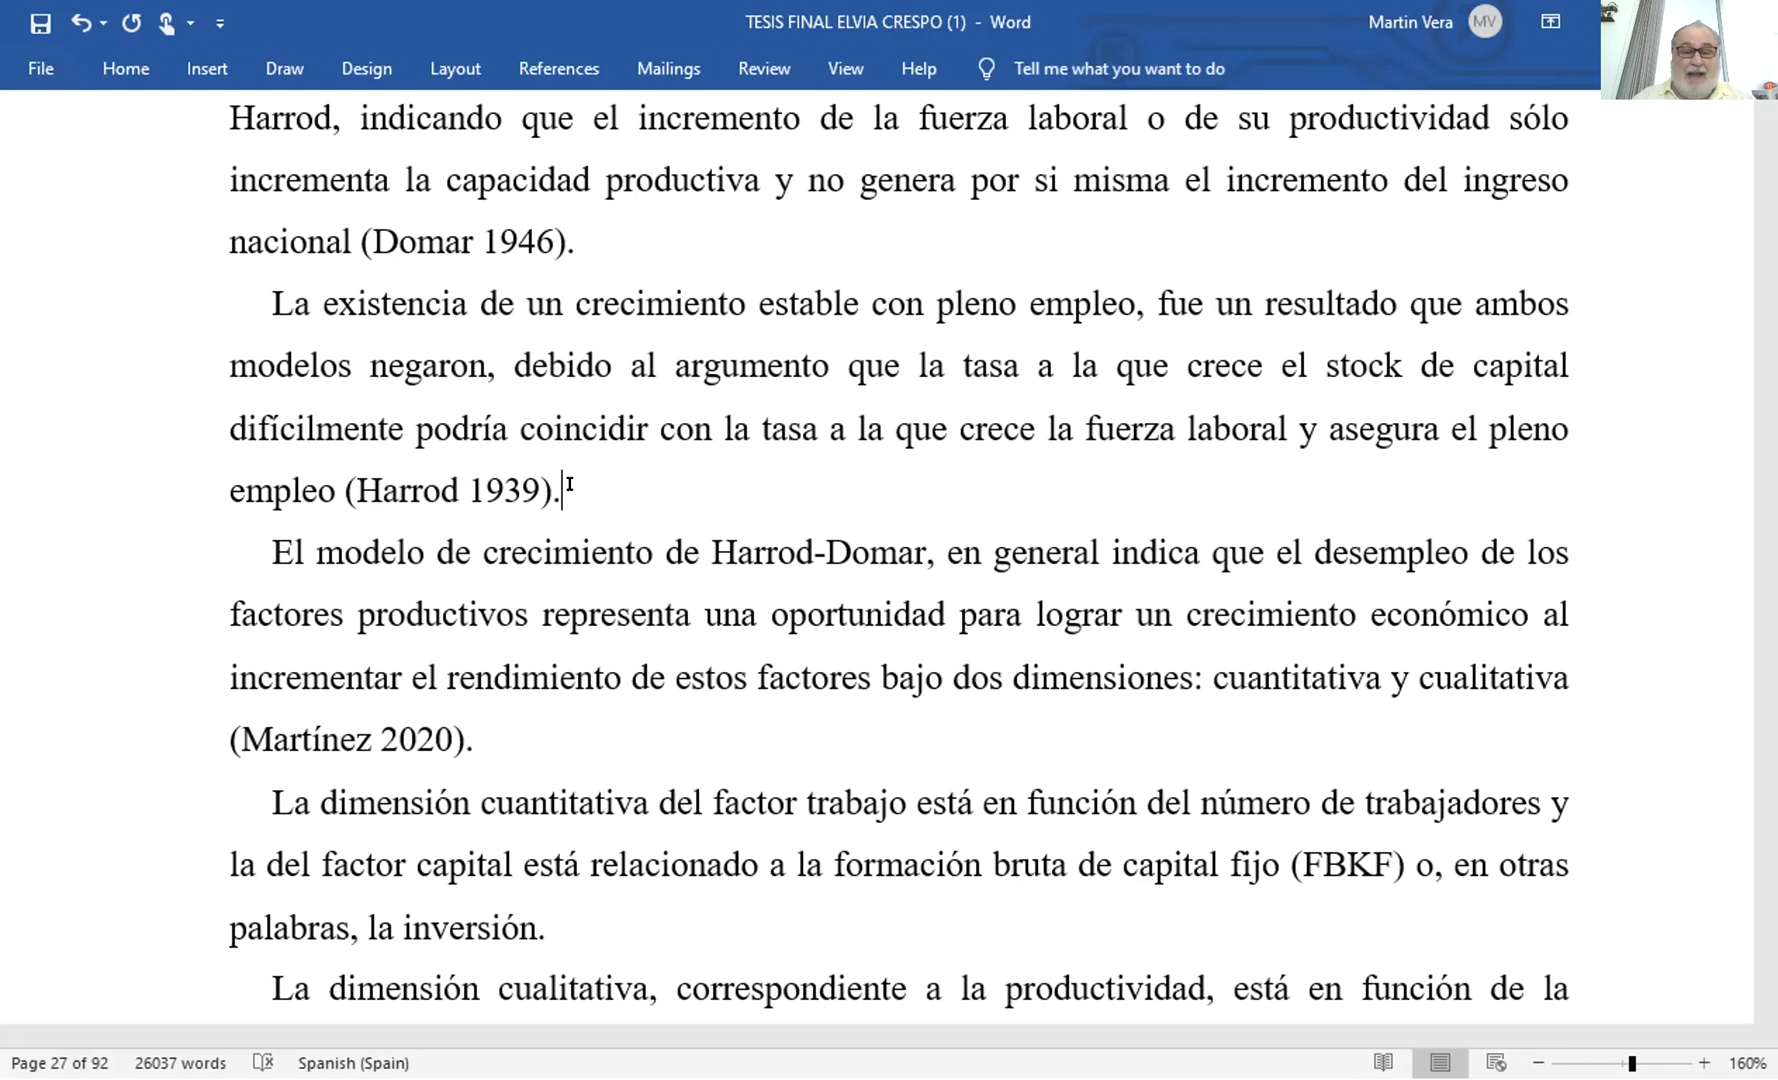 TESIS FINAL ELVIA CRESPO (1) - Word
Martin Vera
MV
File Home Insert Draw Design Layout References Mailings Review View Help Tell me what you want to do
Harrod, indicando que el incremento de la fuerza laboral o de su productividad sólo
incrementa la capacidad productiva y no genera por si misma el incremento del ingreso
nacional (Domar 1946).
La existencia de un crecimiento estable con pleno empleo, fue un resultado que ambos
modelos negaron, debido al argumento que la tasa a la que crece el stock de capital
difícilmente podría coincidir con la tasa a la que crece la fuerza laboral y asegura el pleno
empleo (Harrod 1939).
El modelo de crecimiento de Harrod-Domar, en general indica que el desempleo de los
factores productivos representa una oportunidad para lograr un crecimiento económico al
incrementar el rendimiento de estos factores bajo dos dimensiones: cuantitativa y cualitativa
(Martínez 2020).
La dimensión cuantitativa del factor trabajo está en función del número de trabajadores y
la del factor capital está relacionado a la formación bruta de capital fijo (FBKF) o, en otras
palabras, la inversión.
La dimensión cualitativa, correspondiente a la productividad, está en función de la
Page 27 of 92 26037 words Spanish (Spain) 160%